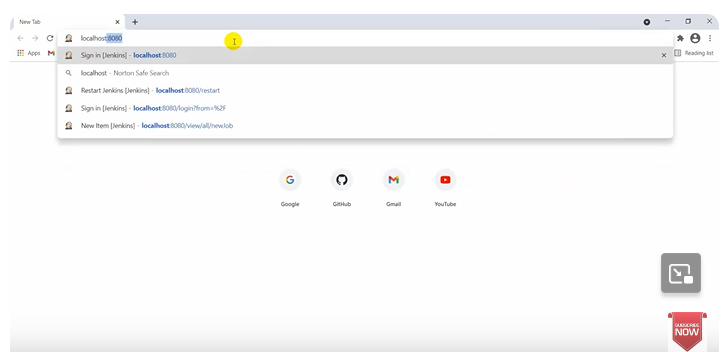 New Tab
localhost:8080
Apps
Reading list
Sign in [Jenkins] - localhost:8080
localhost - Norton Safe Search
Restart Jenkins [Jenkins] - localhost:8080/restart
Sign in [Jenkins] - localhost:8080/login?from=%2F
New Item [Jenkins] - localhost:8080/view/all/newJob
Google
GitHub
Gmail
YouTube
SUBSCRIBE
NOW